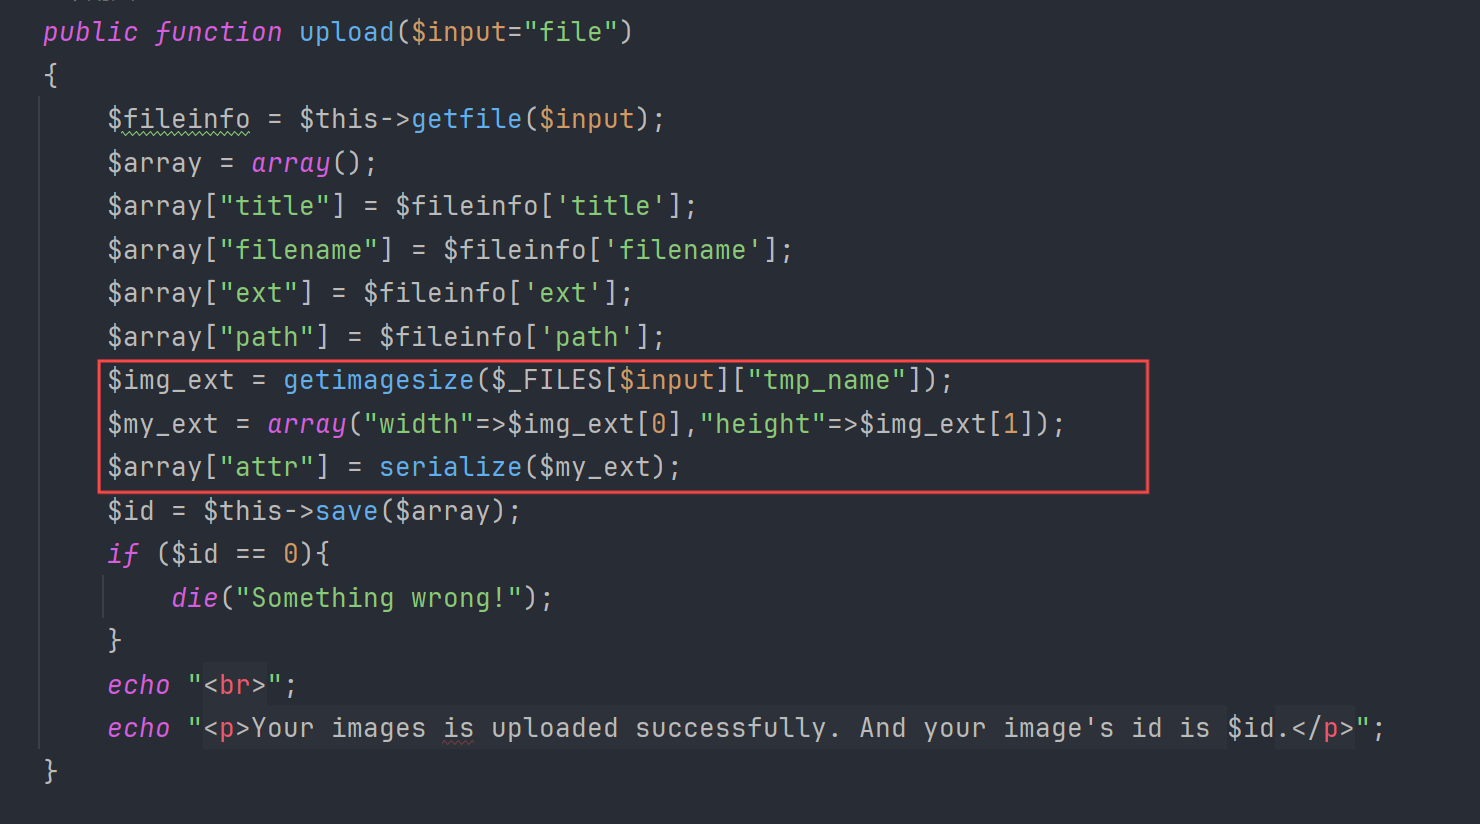 public function upload($input="file")
{
$fileinfo = $this->getfile($input);
$array = array();
$array["title"] = $fileinfo['title'];
$array["filename"] = $fileinfo['filename'];
$array["ext"] = $fileinfo['ext'];
$array["path"] = $fileinfo['path'];
$img_ext = getimagesize($_FILES[$input]["tmp_name"]);
$my_ext = array("width"=>$img_ext[0],"height"=>$img_ext[1]);
$array["attr"] = serialize($my_ext);
$id = $this->save($array);
if ($id == 0){
die("Something wrong!");
}
echo "<br>";
echo "<p>Your images is uploaded successfully. And your image's id is $id.</p>";
}